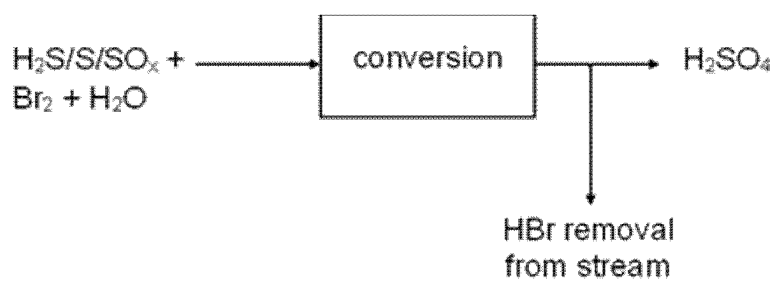 H₂S/S/SOₓ +
Br₂ + H₂O
conversion
H₂SO₄
HBr removal
from stream